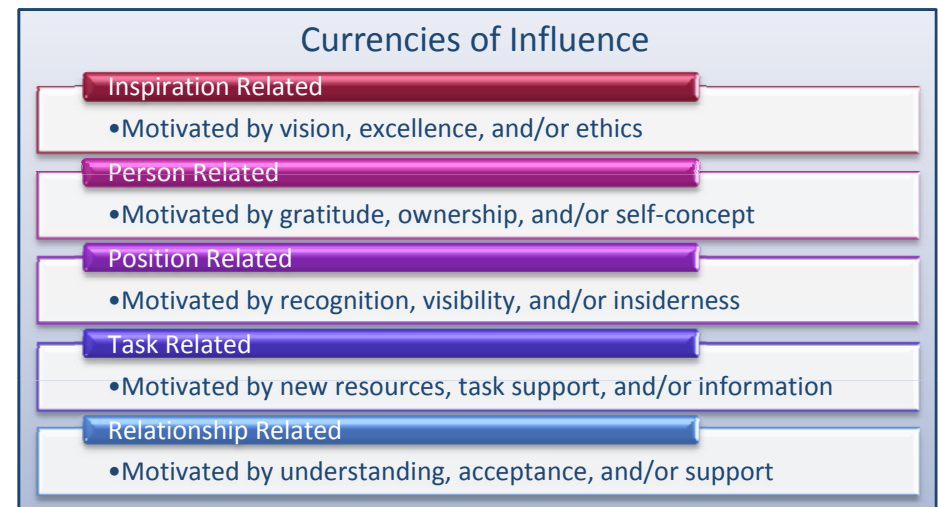 Currencies of Influence
Inspiration Related
•Motivated by vision, excellence, and/or ethics
Person Related
•Motivated by gratitude, ownership, and/or self-concept
Position Related
•Motivated by recognition, visibility, and/or insiderness
Task Related
•Motivated by new resources, task support, and/or information
Relationship Related
•Motivated by understanding, acceptance, and/or support